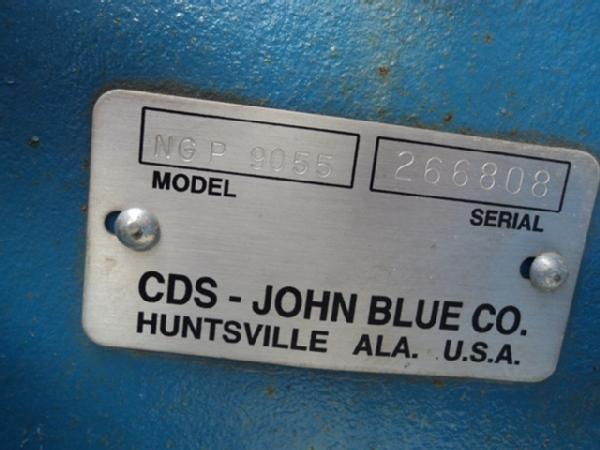 NGP 9055 266808
MODEL SERIAL
CDS - JOHN BLUE CO.
HUNTSVILLE ALA. U.S.A.